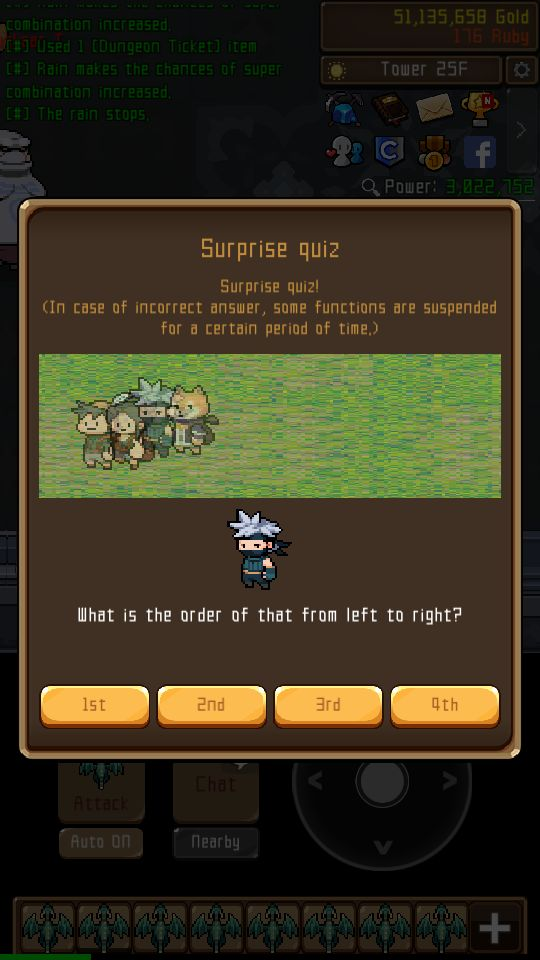 combination increased.
[#] Used 1 [Dungeon Ticket] item
[#] Rain makes the chances of super
combination increased.
[#] The rain stops.
51,135,658 Gold
176 Ruby
Tower 25F
Power: 3,022,752
Surprise quiz
Surprise quiz!
(In case of incorrect answer, some functions are suspended
for a certain period of time.)
What is the order of that from left to right?
1st 2nd 3rd 4th
Attack Chat
Auto ON Nearby